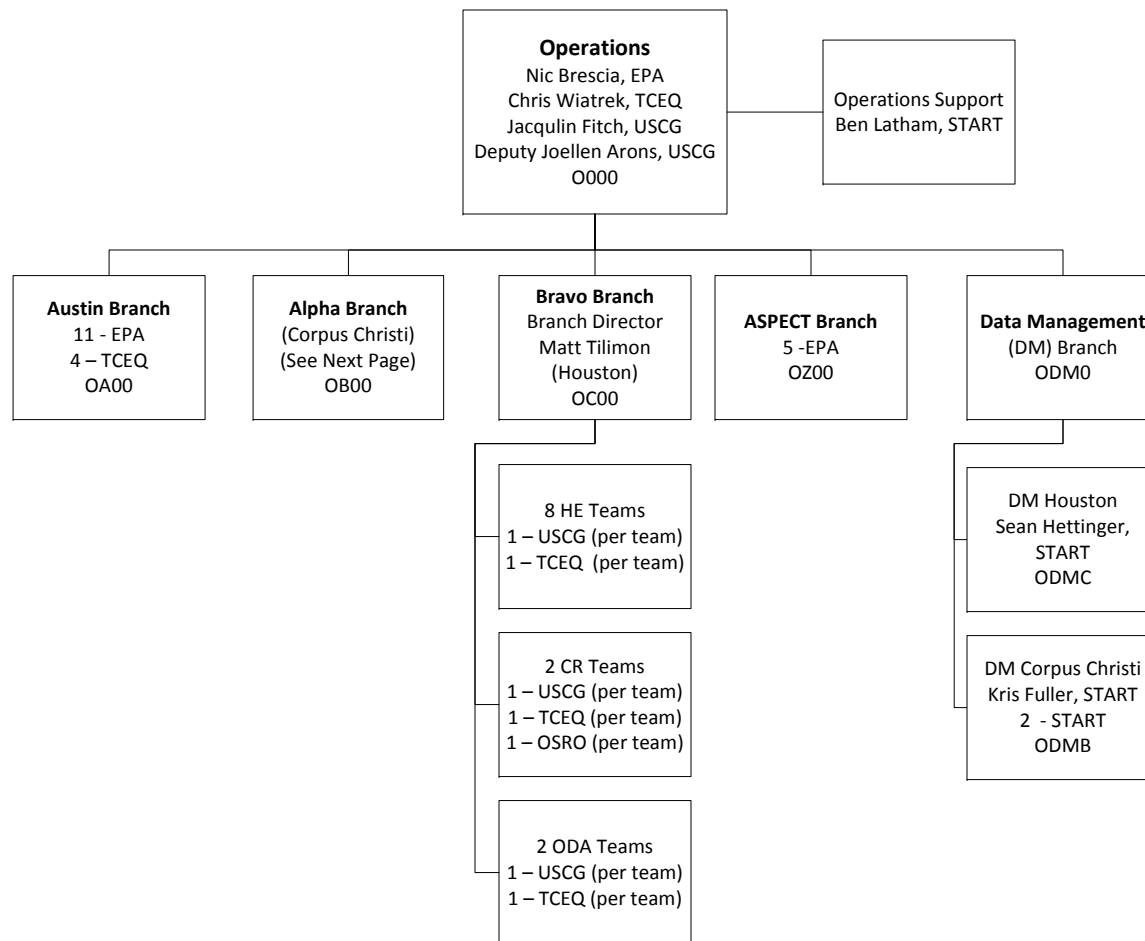 Operations
Nic Brescia, EPA
Chris Wiatrek, TCEQ
Jacqulin Fitch, USCG
Deputy Joellen Arons, USCG
O000
Operations Support
Ben Latham, START
Austin Branch
11 - EPA
4 – TCEQ
OA00
Alpha Branch
(Corpus Christi)
(See Next Page)
OB00
Bravo Branch
Branch Director
Matt Tilimon
(Houston)
OC00
ASPECT Branch
5 -EPA
OZ00
Data Management
(DM) Branch
ODM0
8 HE Teams
1 – USCG (per team)
1 – TCEQ  (per team)
2 CR Teams
1 – USCG (per team)
1 – TCEQ (per team)
1 – OSRO (per team)
2 ODA Teams
1 – USCG (per team)
1 – TCEQ (per team)
DM Houston
Sean Hettinger,
START
ODMC
DM Corpus Christi
Kris Fuller, START
2  - START
ODMB